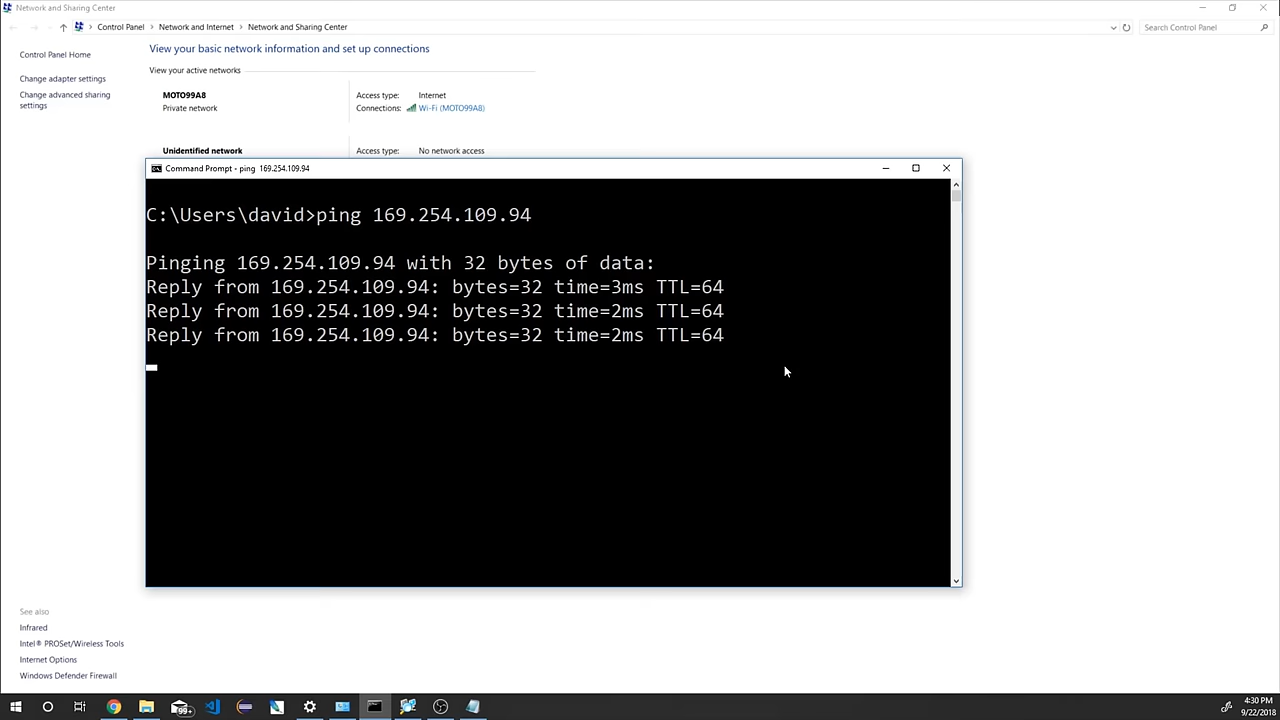 Network and Sharing Center
Control Panel > Network and Internet > Network and Sharing Center
Search Control Panel
Control Panel Home
Change adapter settings
Change advanced sharing
settings
View your basic network information and set up connections
View your active networks
MOTO99A8
Private network
Access type: Internet
Connections: Wi-Fi (MOTO99A8)
Unidentified network
Access type: No network access
Command Prompt - ping 169.254.109.94
C:\Users\david>ping 169.254.109.94
Pinging 169.254.109.94 with 32 bytes of data:
Reply from 169.254.109.94: bytes=32 time=3ms TTL=64
Reply from 169.254.109.94: bytes=32 time=2ms TTL=64
Reply from 169.254.109.94: bytes=32 time=2ms TTL=64
See also
Infrared
Intel® PROSet/Wireless Tools
Internet Options
Windows Defender Firewall
99+
4:30 PM
9/22/2018